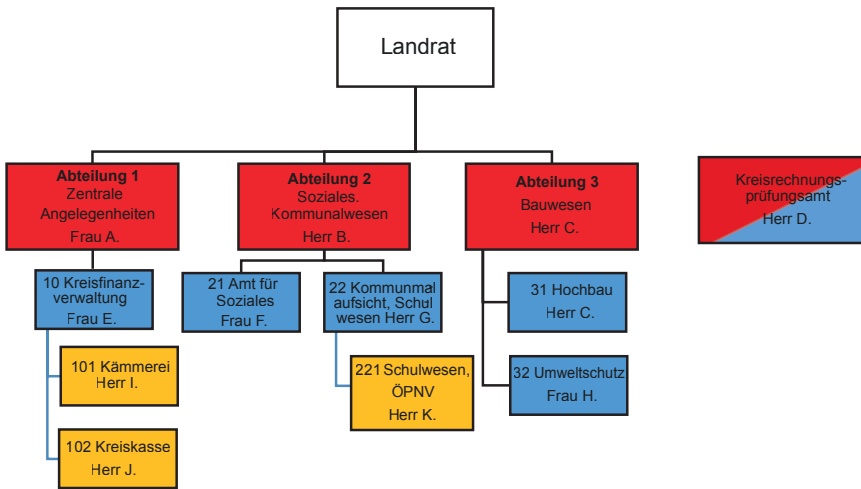 Landrat
Abteilung 1
Zentrale
Angelegenheiten
Frau A.
Abteilung 2
Soziales.
Kommunalwesen
Herr B.
Abteilung 3
Bauwesen
Herr C.
Kreisrechnungs-
prüfungsamt
Herr D.
10 Kreisfinanz-
verwaltung
Frau E.
21 Amt für
Soziales
Frau F.
22 Kommunmal
aufsicht, Schul
wesen Herr G.
31 Hochbau
Herr C.
101 Kämmerei
Herr I.
221 Schulwesen,
ÖPNV
Herr K.
32 Umweltschutz
Frau H.
102 Kreiskasse
Herr J.